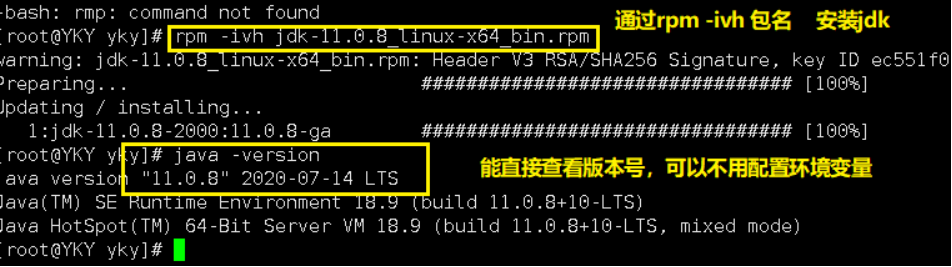 -bash: rmp: command not found
[root@YKY yky]# rpm -ivh jdk-11.0.8_linux-x64_bin.rpm
通过rpm -ivh 包名 安装jdk
warning: jdk-11.0.8_linux-x64_bin.rpm: Header V3 RSA/SHA256 Signature, key ID ec551f0
Preparing... ################################# [100%]
Updating / installing...
1:jdk-11.0.8-2000:11.0.8-ga ################################# [100%]
[root@YKY yky]# java -version
能直接查看版本号，可以不用配置环境变量
java version "11.0.8" 2020-07-14 LTS
Java(TM) SE Runtime Environment 18.9 (build 11.0.8+10-LTS)
Java HotSpot(TM) 64-Bit Server VM 18.9 (build 11.0.8+10-LTS, mixed mode)
[root@YKY yky]#